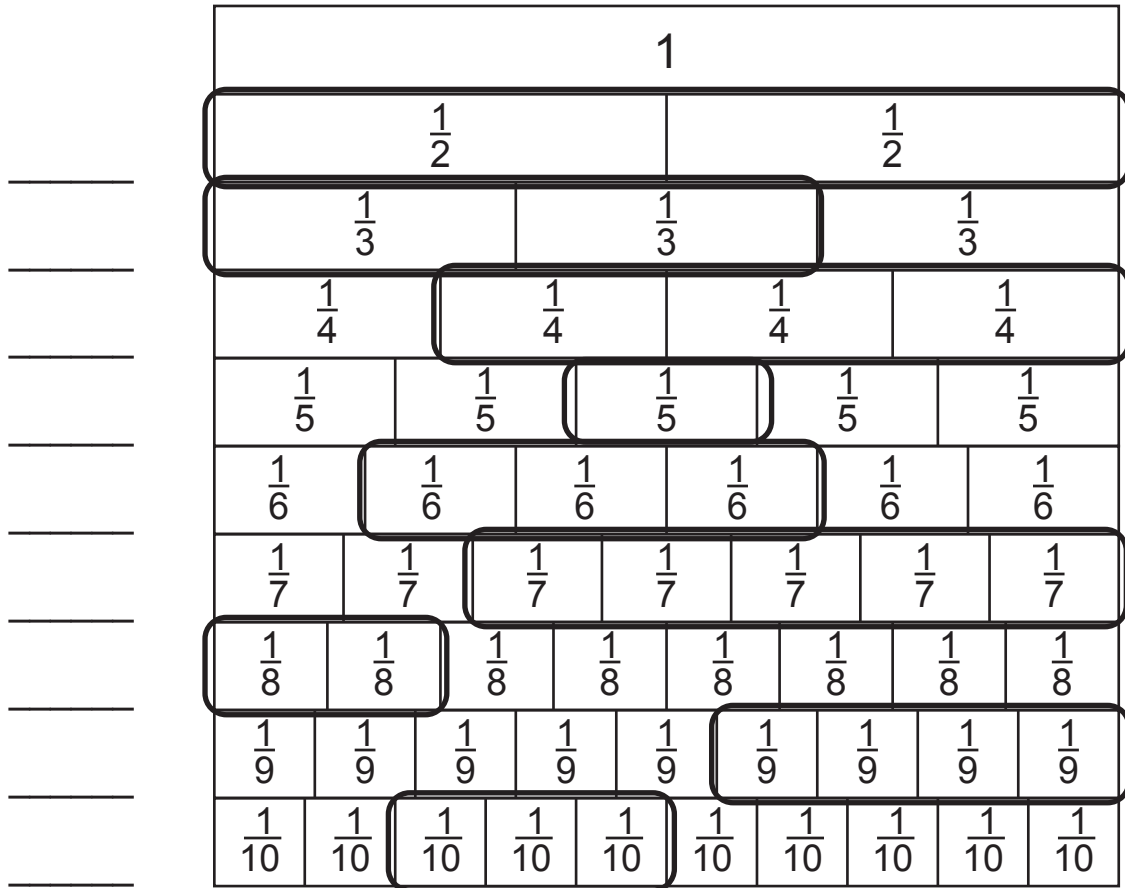 1
1/2 1/2
1/3 1/3 1/3
1/4 1/4 1/4 1/4
1/5 1/5 1/5 1/5 1/5
1/6 1/6 1/6 1/6 1/6 1/6
1/7 1/7 1/7 1/7 1/7 1/7 1/7
1/8 1/8 1/8 1/8 1/8 1/8 1/8 1/8
1/9 1/9 1/9 1/9 1/9 1/9 1/9 1/9 1/9
1/10 1/10 1/10 1/10 1/10 1/10 1/10 1/10 1/10 1/10